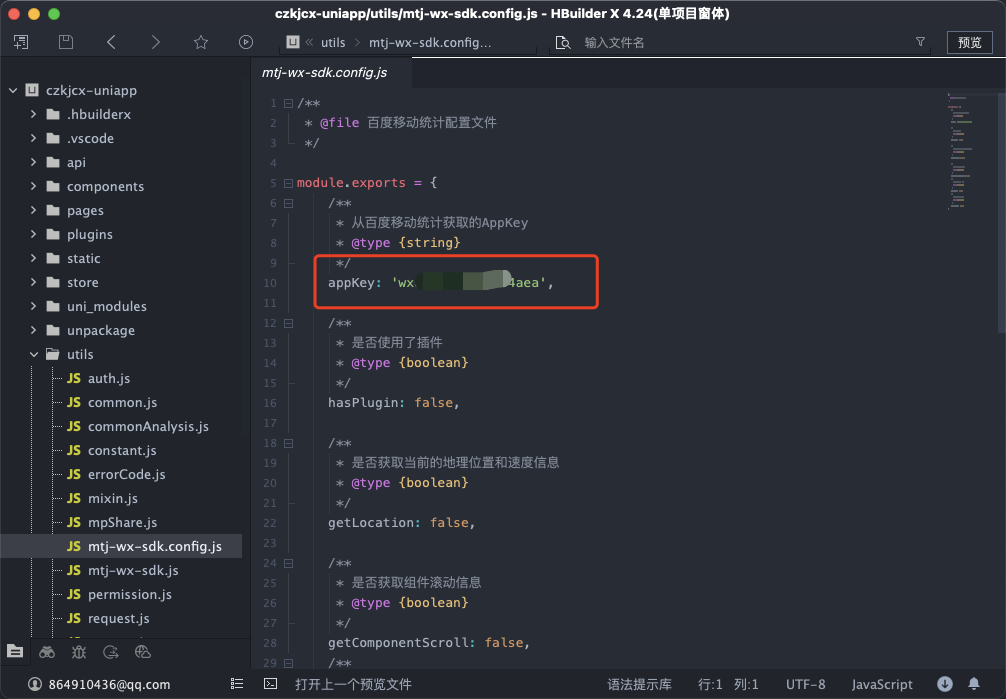 czkjcx-uniapp/utils/mtj-wx-sdk.config.js - HBuilder X 4.24(单项目窗体)
U « utils > mtj-wx-sdk.config... 输入文件名 预览
mtj-wx-sdk.config.js
czkjcx-uniapp
.hbuilderx
.vscode
api
components
pages
plugins
static
store
uni_modules
unpackage
utils
JS auth.js
JS common.js
JS commonAnalysis.js
JS constant.js
JS errorCode.js
JS mixin.js
JS mpShare.js
JS mtj-wx-sdk.config.js
JS mtj-wx-sdk.js
JS permission.js
JS request.js
1 /**
2 * @file 百度移动统计配置文件
3 */
4
5 module.exports = {
6 /**
7 * 从百度移动统计获取的AppKey
8 * @type {string}
9 */
10 appKey: 'wx 4aea',
11
12 /**
13 * 是否使用了插件
14 * @type {boolean}
15 */
16 hasPlugin: false,
17
18 /**
19 * 是否获取当前的地理位置和速度信息
20 * @type {boolean}
21 */
22 getLocation: false,
23
24 /**
25 * 是否获取组件滚动信息
26 * @type {boolean}
27 */
28 getComponentScroll: false,
29 /**
864910436@qq.com 打开上一个预览文件 语法提示库 行:1 列:1 UTF-8 JavaScript